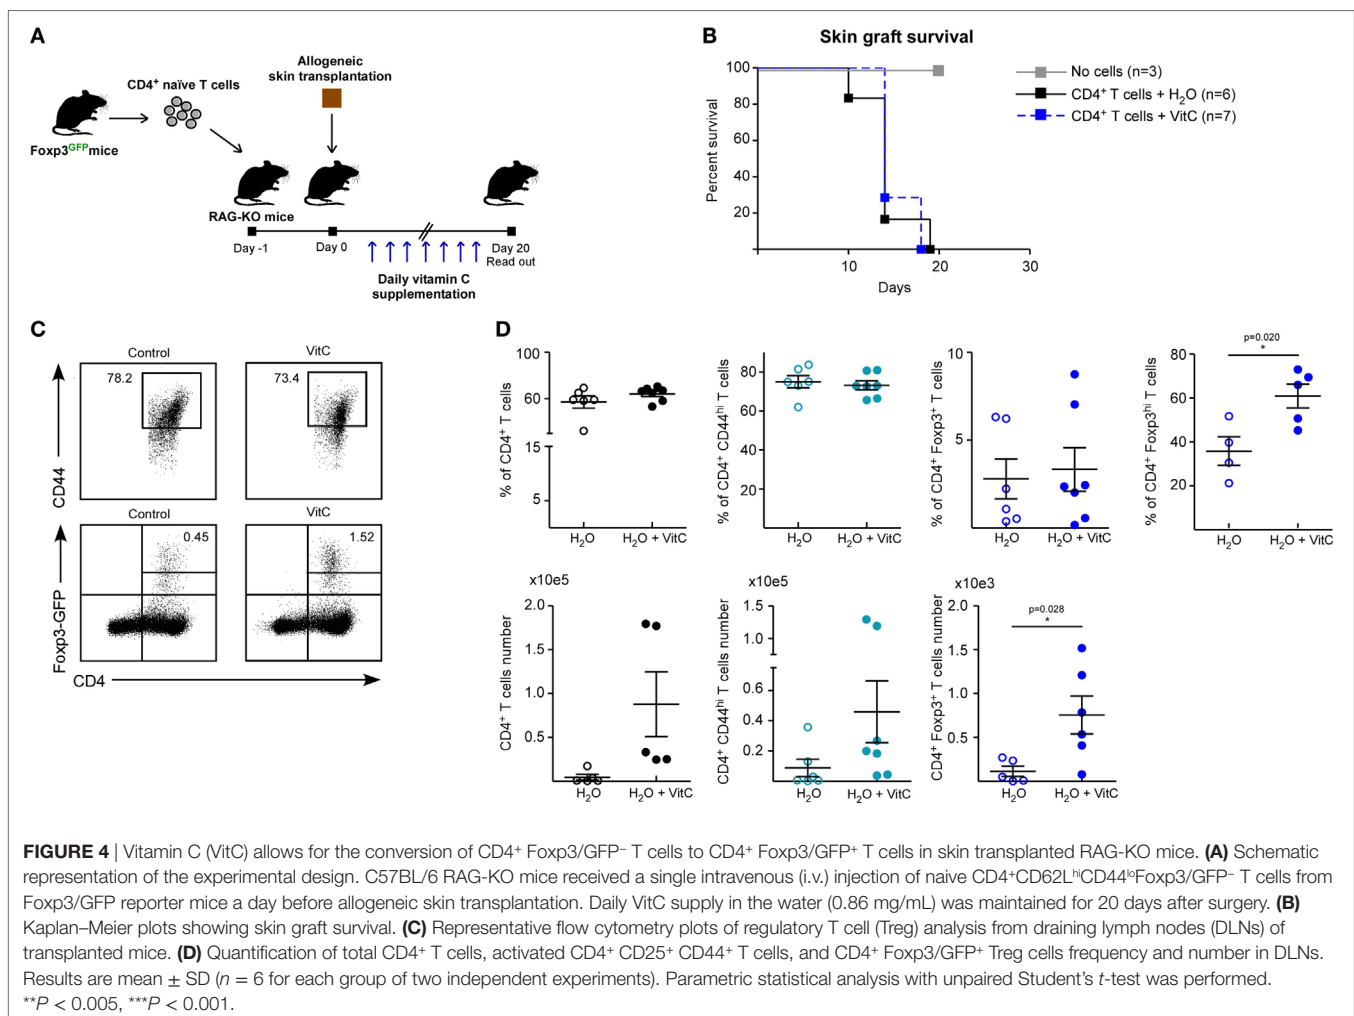 A
Allogeneic
skin transplantation
CD4⁺ naïve T cells
Foxp3ᴳᶠᴾmice
RAG-KO mice
Day -1
Day 0
Day 20
Read out
Daily vitamin C
supplementation
B
Skin graft survival
Percent survival
100
80
60
40
20
10
20
30
Days
No cells (n=3)
CD4⁺ T cells + H₂O (n=6)
CD4⁺ T cells + VitC (n=7)
C
Control
VitC
78.2
73.4
CD44
Control
VitC
0.45
1.52
Foxp3-GFP
CD4
D
% of CD4⁺ T cells
100
60
15
5
H₂O
H₂O + VitC
% of CD4⁺ CD44ʰⁱ T cells
80
60
40
20
H₂O
H₂O + VitC
% of CD4⁺ Foxp3⁺ T cells
10
5
H₂O
H₂O + VitC
% of CD4⁺ Foxp3ʰⁱ T cells
p=0.020
*
80
60
40
20
H₂O
H₂O + VitC
x10e5
CD4⁺ T cells number
2.0
1.5
1.0
0.5
H₂O
H₂O + VitC
x10e5
CD4⁺ CD44ʰⁱ T cells number
1.5
1.0
0.6
0.4
0.2
H₂O
H₂O + VitC
x10e3
CD4⁺ Foxp3⁺ T cells number
p=0.028
*
2.0
1.5
1.0
0.5
H₂O
H₂O + VitC
FIGURE 4 | Vitamin C (VitC) allows for the conversion of CD4⁺ Foxp3/GFP⁻ T cells to CD4⁺ Foxp3/GFP⁺ T cells in skin transplanted RAG-KO mice. (A) Schematic
representation of the experimental design. C57BL/6 RAG-KO mice received a single intravenous (i.v.) injection of naive CD4⁺CD62LʰⁱCD44ˡᵒFoxp3/GFP⁻ T cells from
Foxp3/GFP reporter mice a day before allogeneic skin transplantation. Daily VitC supply in the water (0.86 mg/mL) was maintained for 20 days after surgery. (B)
Kaplan–Meier plots showing skin graft survival. (C) Representative flow cytometry plots of regulatory T cell (Treg) analysis from draining lymph nodes (DLNs) of
transplanted mice. (D) Quantification of total CD4⁺ T cells, activated CD4⁺ CD25⁺ CD44⁺ T cells, and CD4⁺ Foxp3/GFP⁺ Treg cells frequency and number in DLNs.
Results are mean ± SD (n = 6 for each group of two independent experiments). Parametric statistical analysis with unpaired Student's t-test was performed.
**P < 0.005, ***P < 0.001.